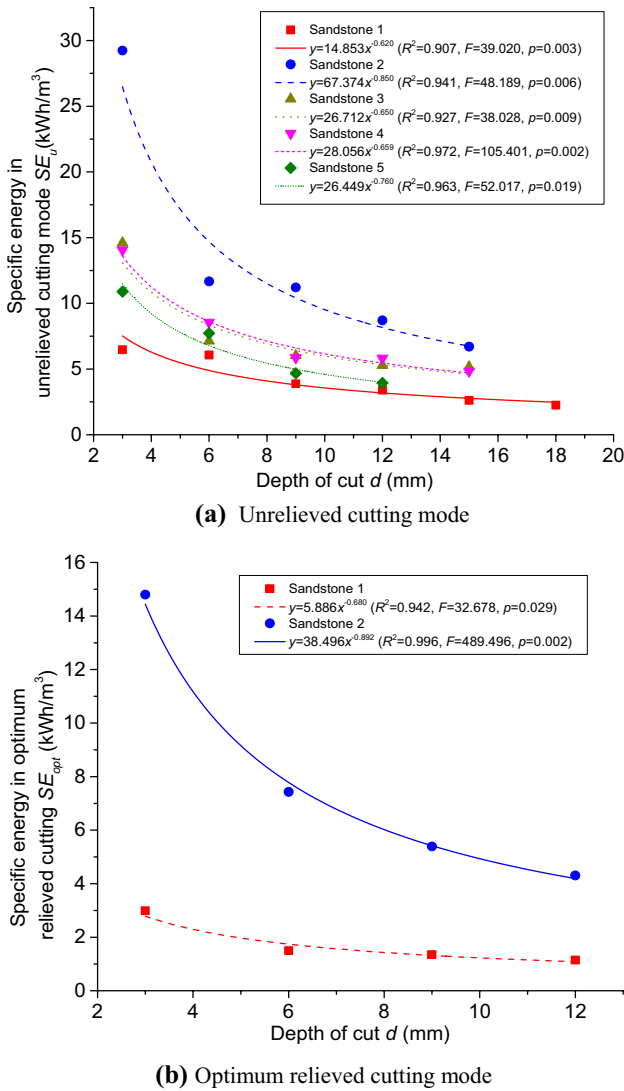 30
25
20
15
10
5
0
Specific energy in
unrelieved cutting mode SE_u (kWh/m³)
Sandstone 1
y=14.853x^-0.620 (R²=0.907, F=39.020, p=0.003)
Sandstone 2
y=67.374x^-0.850 (R²=0.941, F=48.189, p=0.006)
Sandstone 3
y=26.712x^-0.650 (R²=0.927, F=38.028, p=0.009)
Sandstone 4
y=28.056x^-0.659 (R²=0.972, F=105.401, p=0.002)
Sandstone 5
y=26.449x^-0.760 (R²=0.963, F=52.017, p=0.019)
2 4 6 8 10 12 14 16 18 20
Depth of cut d (mm)
(a) Unrelieved cutting mode
16
14
12
10
8
6
4
2
0
Specific energy in optimum
relieved cutting SE_opt (kWh/m³)
Sandstone 1
y=5.886x^-0.680 (R²=0.942, F=32.678, p=0.029)
Sandstone 2
y=38.496x^-0.892 (R²=0.996, F=489.496, p=0.002)
2 4 6 8 10 12
Depth of cut d (mm)
(b) Optimum relieved cutting mode